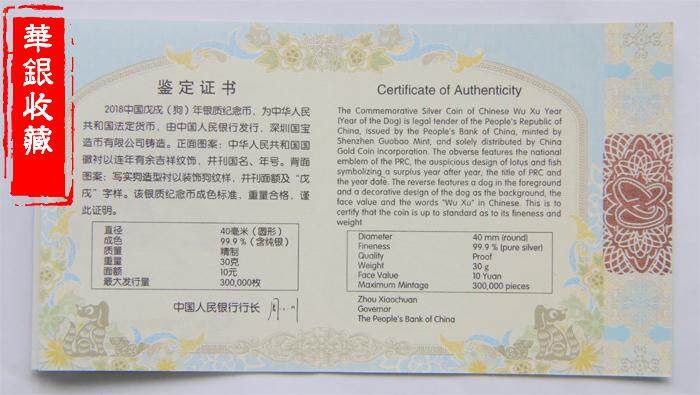 華銀收藏
鉴定证书
2018中国戊戌（狗）年银质纪念币，为中华人民
共和国法定货币，由中国人民银行发行，深圳国宝
造币有限公司铸造。正面图案：中华人民共和国国
徽衬以连年有余吉祥纹饰，并刊国名、年号。背面
图案：写实狗造型衬以装饰狗纹样，并刊面额及“戊
戌”字样。该银质纪念币成色标准，重量合格，谨
此证明。
直径 40毫米（圆形）
成色 99.9%（含纯银）
质量 精制
重量 30克
面额 10元
最大发行量 300,000枚
中国人民银行行长
Certificate of Authenticity
The Commemorative Silver Coin of Chinese Wu Xu Year
(Year of the Dog) is legal tender of the People's Republic of
China, issued by the People's Bank of China, minted by
Shenzhen Guobao Mint, and solely distributed by China
Gold Coin Incorporation. The obverse features the national
emblem of the PRC, the auspicious design of lotus and fish
symbolizing a surplus year after year, the title of PRC and
the year date. The reverse features a dog in the foreground
and a decorative design of the dog as the background, the
face value and the words "Wu Xu" in Chinese. This is to
certify that the coin is up to standard as to its fineness and
weight
Diameter 40 mm (round)
Fineness 99.9 % (pure silver)
Quality Proof
Weight 30 g
Face Value 10 Yuan
Maximum Mintage 300,000 pieces
Zhou Xiaochuan
Governor
The People's Bank of China